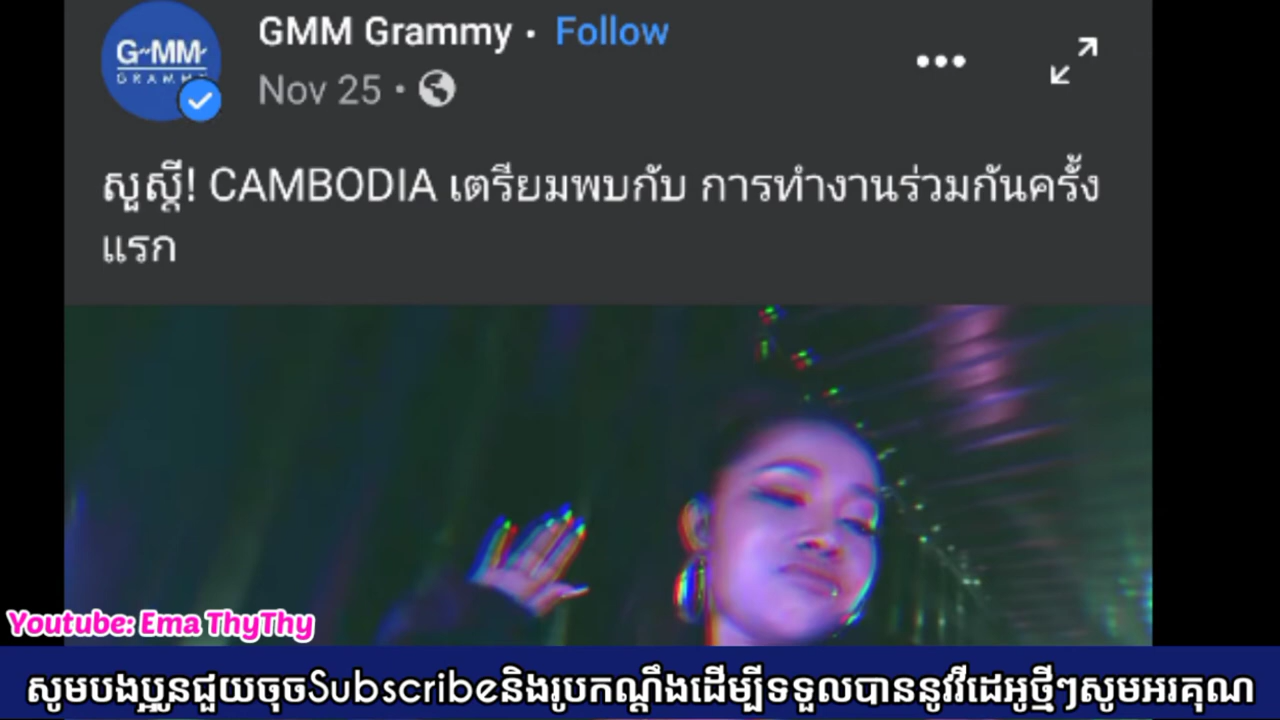 G-MM-
GRAMMY
GMM Grammy · Follow
Nov 25 ·
សួស្តី! CAMBODIA เตรียมพบกับ การทำงานร่วมกันครั้ง
แรก
Youtube: Ema ThyThy
សូមបងប្អូនជួយចុចSubscribeនិងរូបកណ្ដឹងដើម្បីទទួលបាននូវវីដេអូថ្មីៗសូមអរគុណ